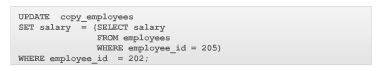 UPDATE copy_employees
SET salary = (SELECT salary
FROM employees
WHERE employee_id = 205)
WHERE employee_id = 202;